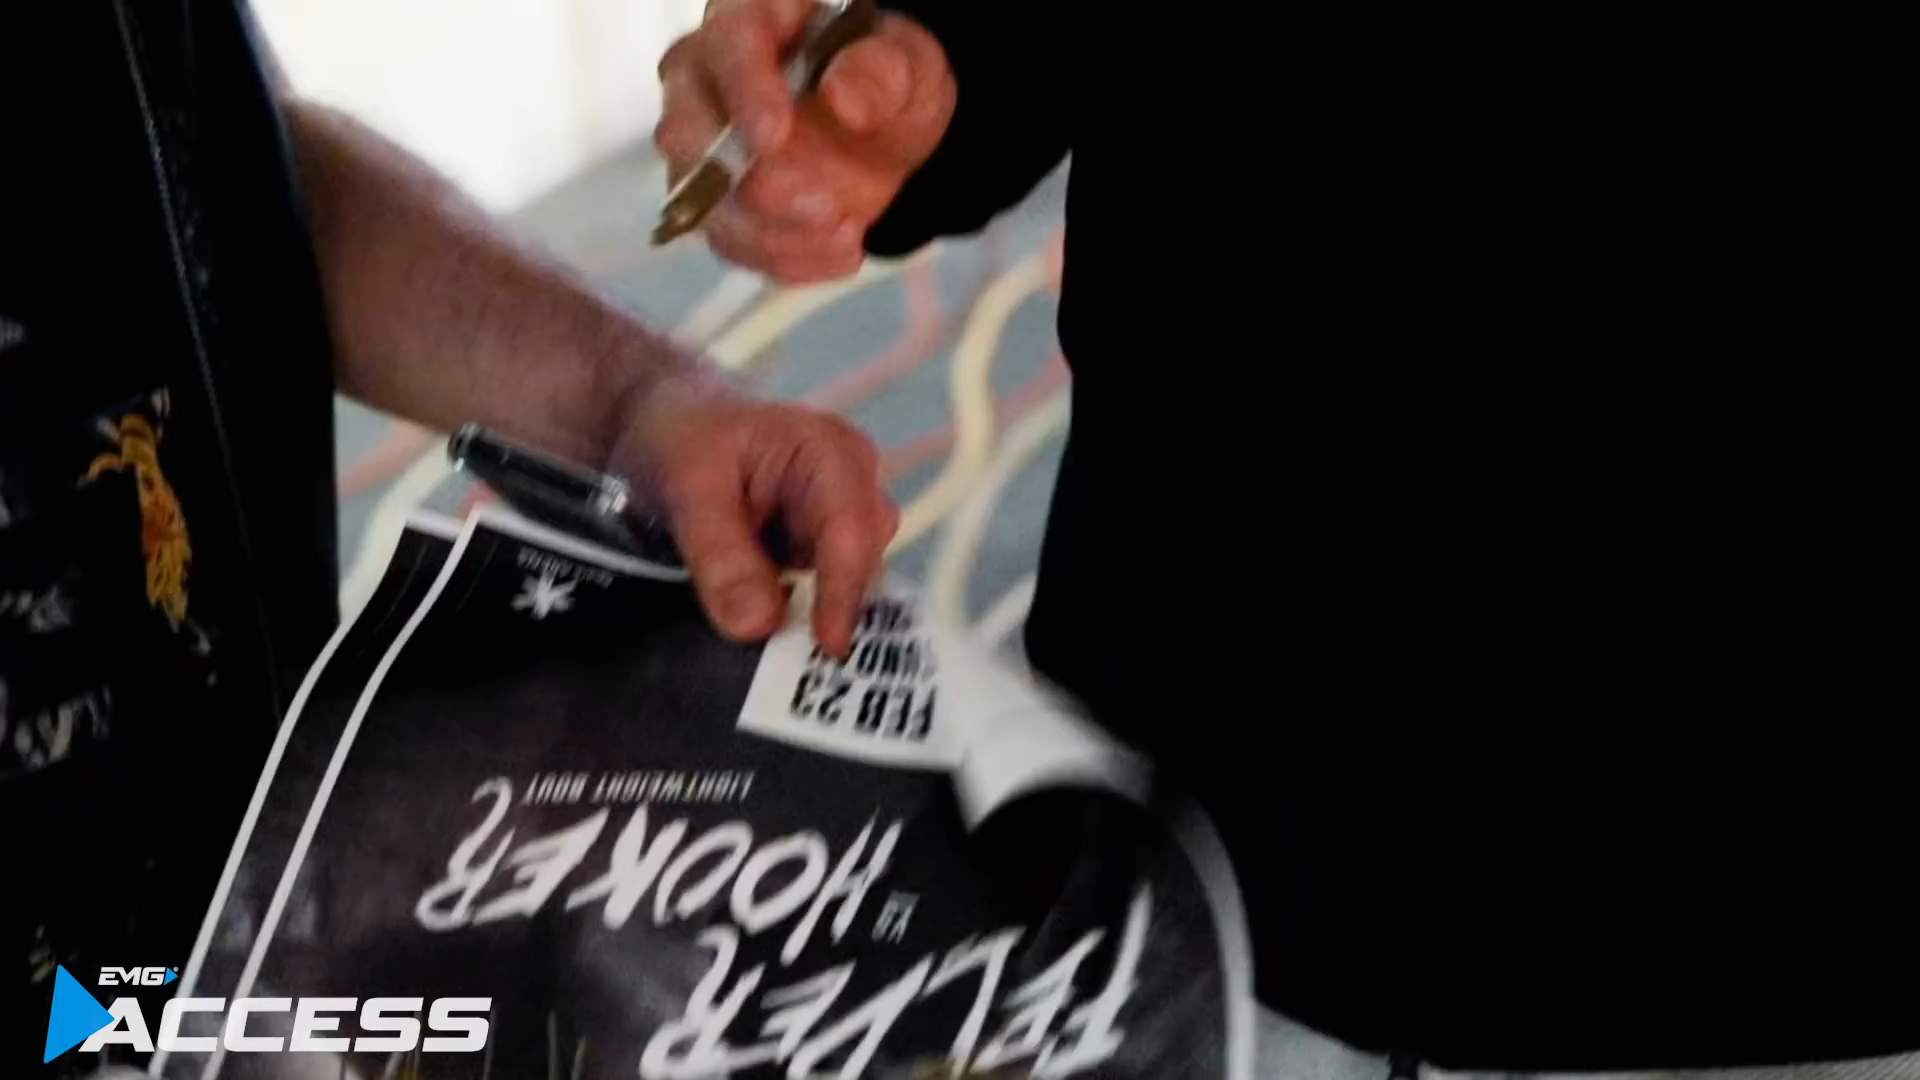 FELDER
VS
HOOKER
LIGHTWEIGHT BOUT
FEB 23
EMG
ACCESS